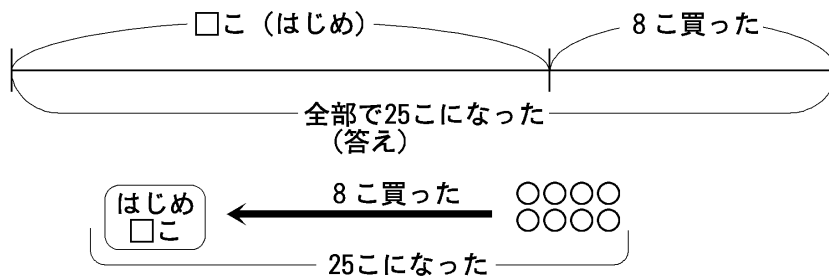 □こ（はじめ）
8こ買った
全部で25こになった
（答え）
はじめ
□こ
8こ買った
25こになった